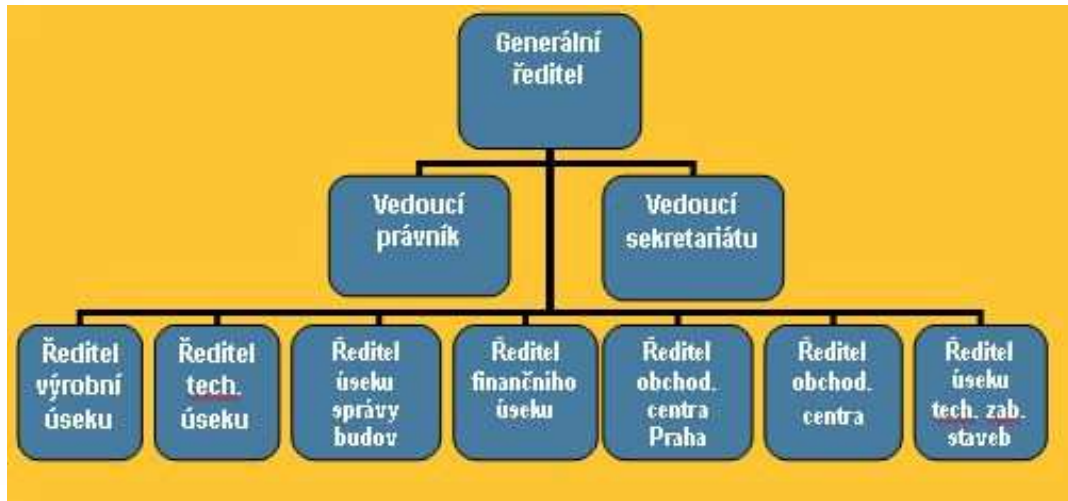 Generální
ředitel
Vedoucí
právník
Vedoucí
sekretariátu
Ředitel
výrobní
úseku
Ředitel
tech.
úseku
Ředitel
úseku
správy
budov
Ředitel
finančního
úseku
Ředitel
obchod.
centra
Praha
Ředitel
obchod.
centra
Ředitel
úseku
tech. zab.
staveb